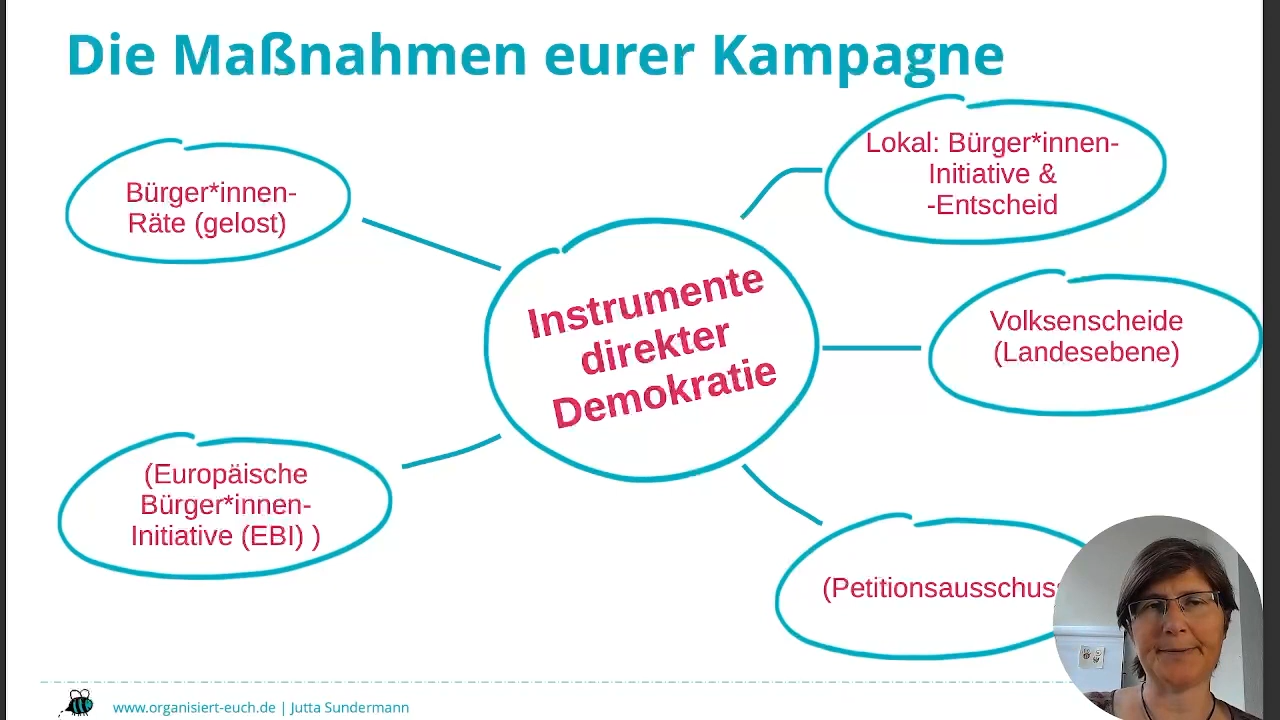 Die Maßnahmen eurer Kampagne
Bürger*innen-
Räte (gelost)
Lokal: Bürger*innen-
Initiative &
-Entscheid
Instrumente
direkter
Demokratie
Volksenscheide
(Landesebene)
(Europäische
Bürger*innen-
Initiative (EBI) )
(Petitionsausschuss
www.organisiert-euch.de | Jutta Sundermann